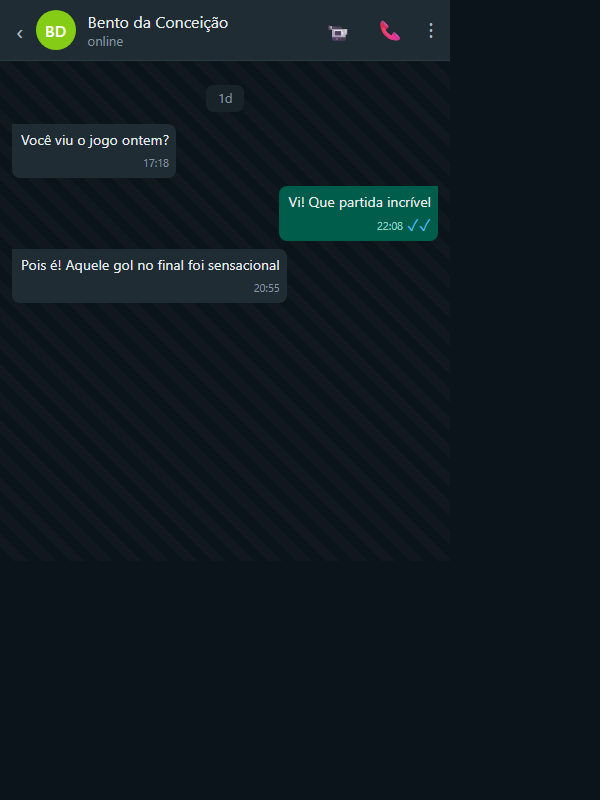 BD
Bento da Conceição
online
1d
Você viu o jogo ontem?
17:18
Vi! Que partida incrível
22:08 ✓✓
Pois é! Aquele gol no final foi sensacional
20:55